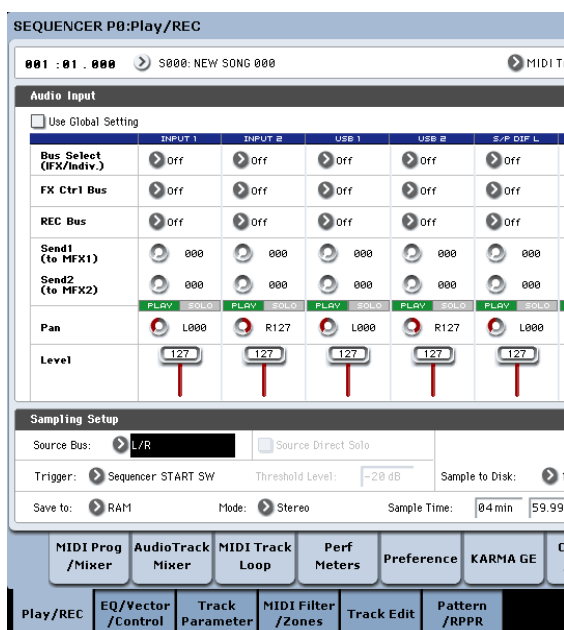 SEQUENCER P0:Play/REC
001 :01 . 000 S000: NEW SONG 000 MIDI T
Audio Input
Use Global Setting
INPUT 1 INPUT 2 USB 1 USB 2 S/P DIF L
Bus Select
(IFX/Indiv.) Off Off Off Off Off
FX Ctrl Bus Off Off Off Off Off
REC Bus Off Off Off Off Off
Send1
(to MFX1) 000 000 000 000 000
Send2
(to MFX2) 000 000 000 000 000
PLAY SOLO PLAY SOLO PLAY SOLO PLAY SOLO PLAY SOLO
Pan L000 R127 L000 R127 L000
Level 127 127 127 127 127
Sampling Setup
Source Bus: L/R Source Direct Solo
Trigger: Sequencer START SW Threshold Level: -20 dB Sample to Disk:
Save to: RAM Mode: Stereo Sample Time: 04 min 59.99
MIDI Prog
/Mixer AudioTrack
Mixer MIDI Track
Loop Perf
Meters Preference KARMA GE
Play/REC EQ/Vector
/Control Track
Parameter MIDI Filter
/Zones Track Edit Pattern
/RPPR